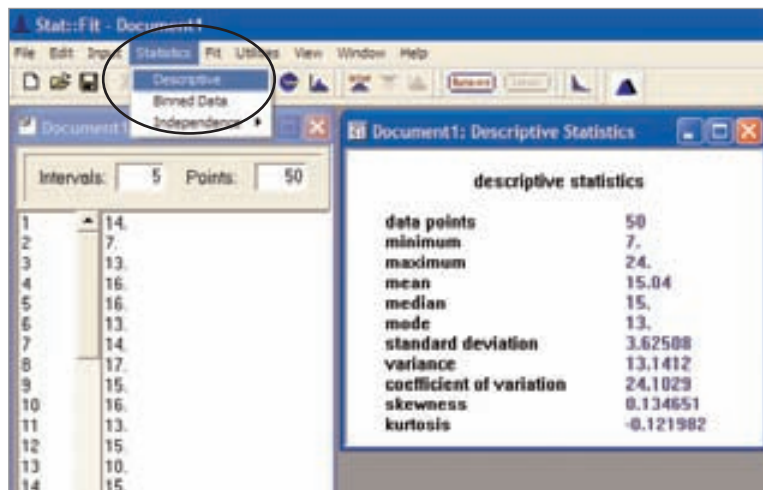 Stat::Fit - Document1
File Edit Input Statistics Fit Utilities View Window Help
Descriptive
Binned Data
Independence
Document1
Intervals: 5 Points: 50
1 14.
2 7.
3 13.
4 16.
5 16.
6 13.
7 14.
8 17.
9 15.
10 16.
11 13.
12 15.
13 10.
14 15.
Document1: Descriptive Statistics
descriptive statistics
data points 50
minimum 7.
maximum 24.
mean 15.04
median 15.
mode 13.
standard deviation 3.62508
variance 13.1412
coefficient of variation 24.1029
skewness 0.134651
kurtosis -0.121982